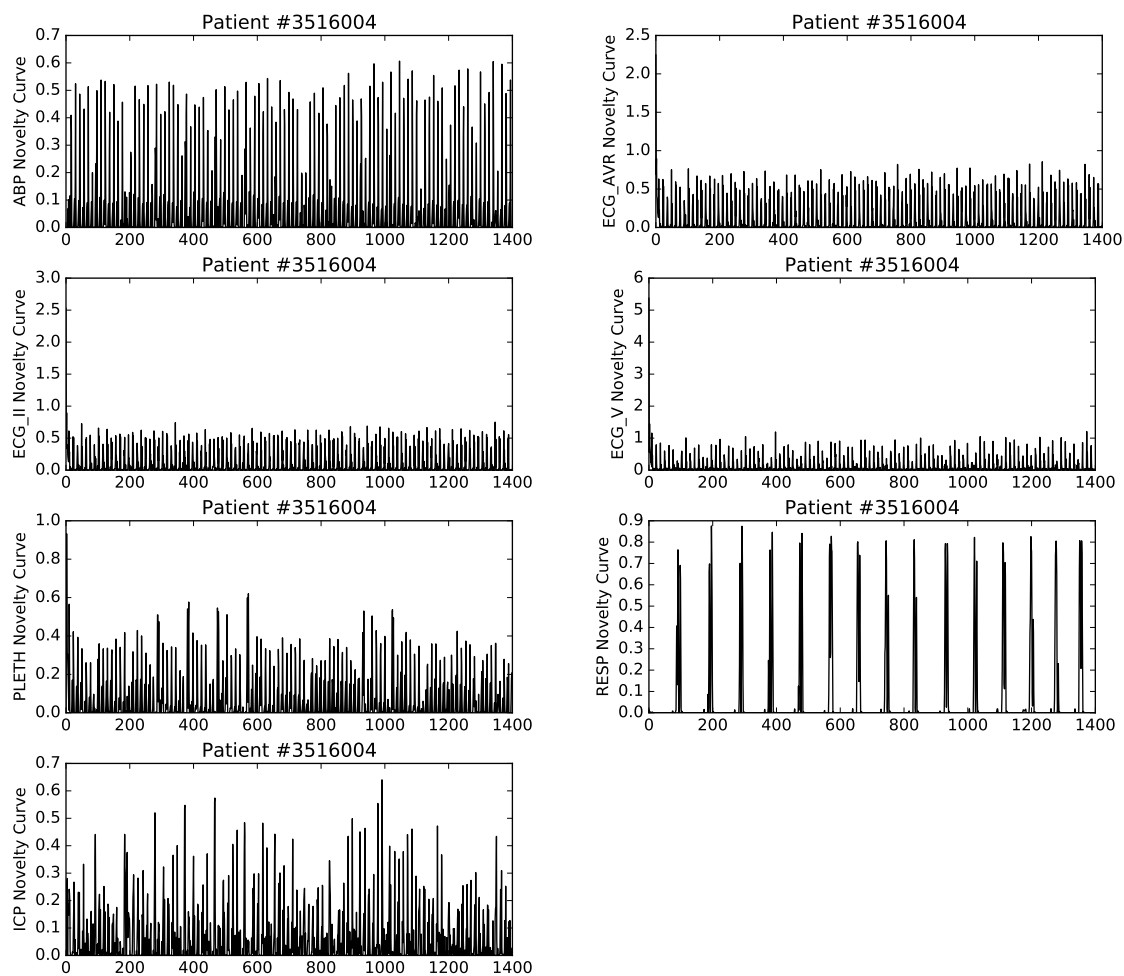 Patient #3516004
ABP Novelty Curve
0.7
0.6
0.5
0.4
0.3
0.2
0.1
0.0
0 200 400 600 800 1000 1200 1400
Patient #3516004
ECG_AVR Novelty Curve
2.5
2.0
1.5
1.0
0.5
0.0
0 200 400 600 800 1000 1200 1400
Patient #3516004
ECG_II Novelty Curve
3.0
2.5
2.0
1.5
1.0
0.5
0.0
0 200 400 600 800 1000 1200 1400
Patient #3516004
ECG_V Novelty Curve
6
5
4
3
2
1
0
0 200 400 600 800 1000 1200 1400
Patient #3516004
PLETH Novelty Curve
1.0
0.8
0.6
0.4
0.2
0.0
0 200 400 600 800 1000 1200 1400
Patient #3516004
RESP Novelty Curve
0.9
0.8
0.7
0.6
0.5
0.4
0.3
0.2
0.1
0.0
0 200 400 600 800 1000 1200 1400
Patient #3516004
ICP Novelty Curve
0.7
0.6
0.5
0.4
0.3
0.2
0.1
0.0
0 200 400 600 800 1000 1200 1400